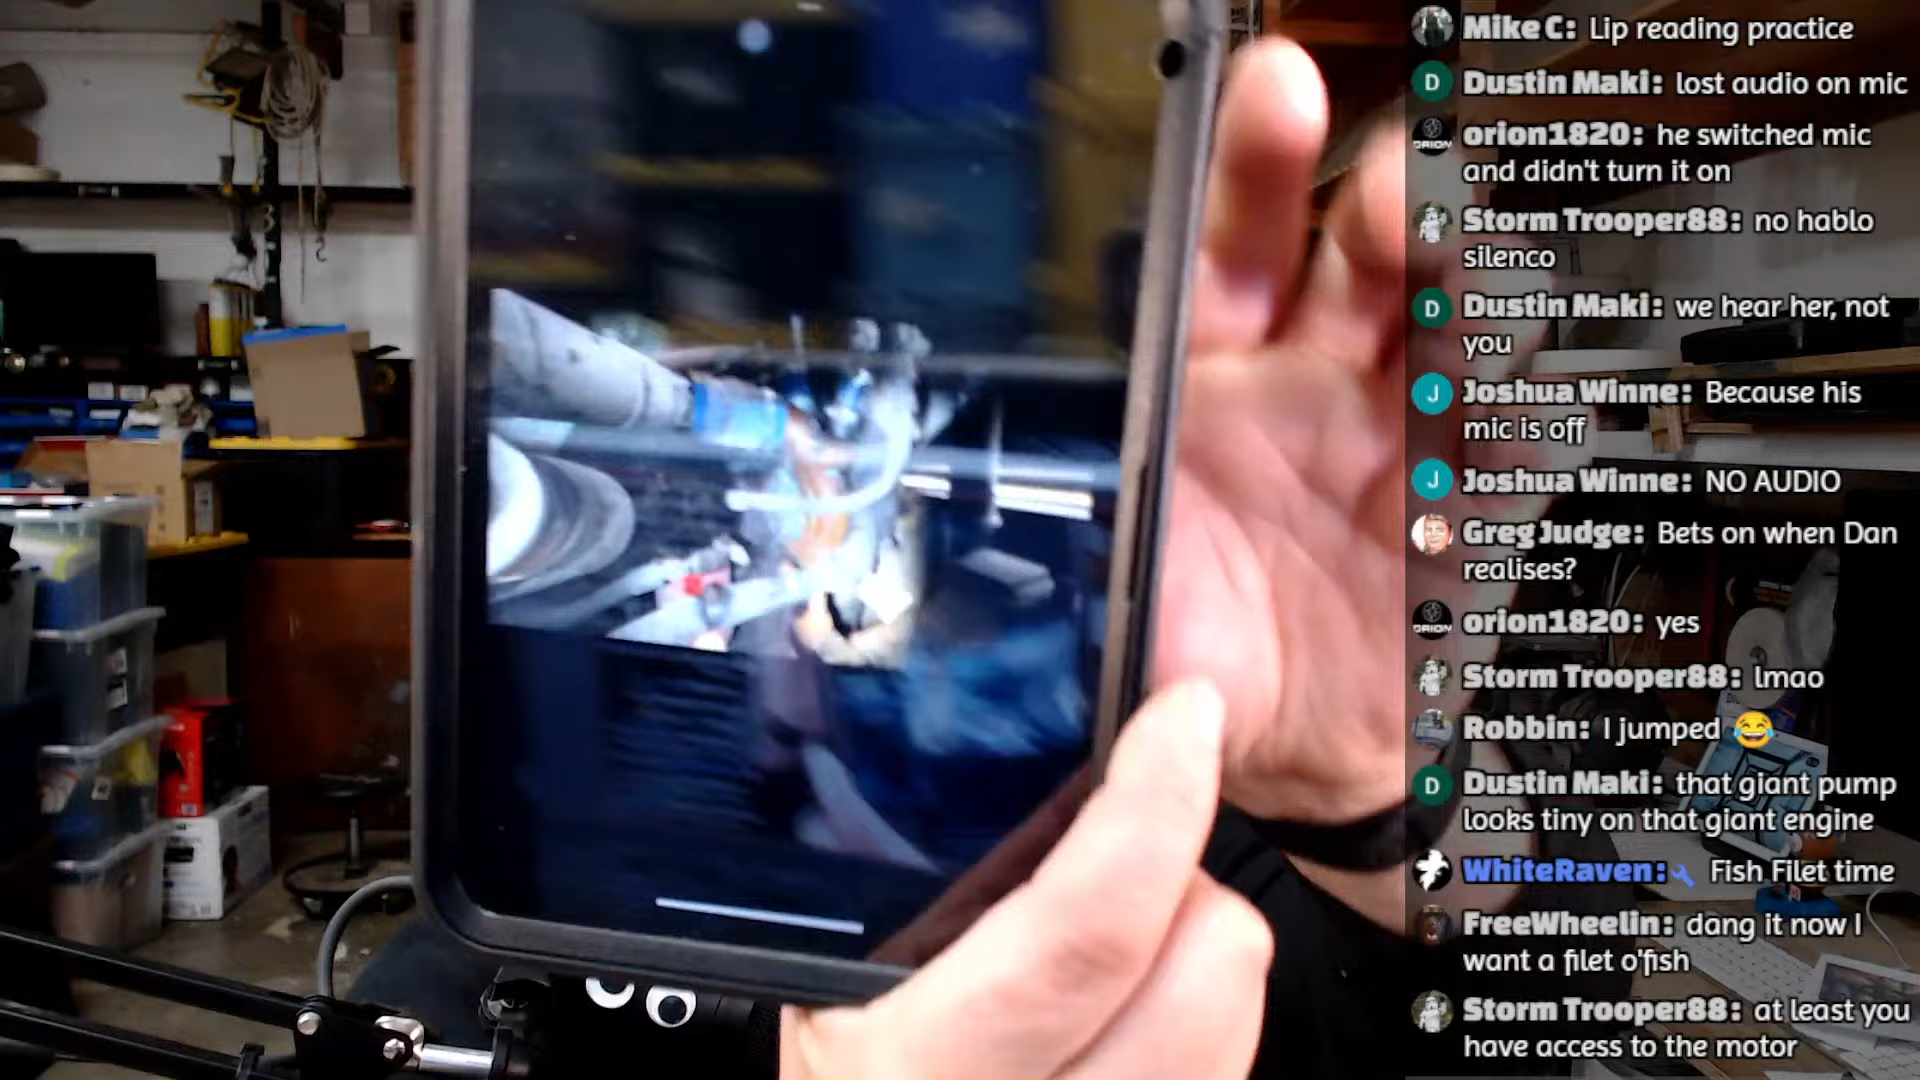 Mike C: Lip reading practice
Dustin Maki: lost audio on mic
orion1820: he switched mic
and didn't turn it on
Storm Trooper88: no hablo
silenco
Dustin Maki: we hear her, not
you
Joshua Winne: Because his
mic is off
Joshua Winne: NO AUDIO
Greg Judge: Bets on when Dan
realises?
orion1820: yes
Storm Trooper88: lmao
Robbin: I jumped 😂
Dustin Maki: that giant pump
looks tiny on that giant engine
WhiteRaven: Fish Filet time
FreeWheelin: dang it now I
want a filet o'fish
Storm Trooper88: at least you
have access to the motor